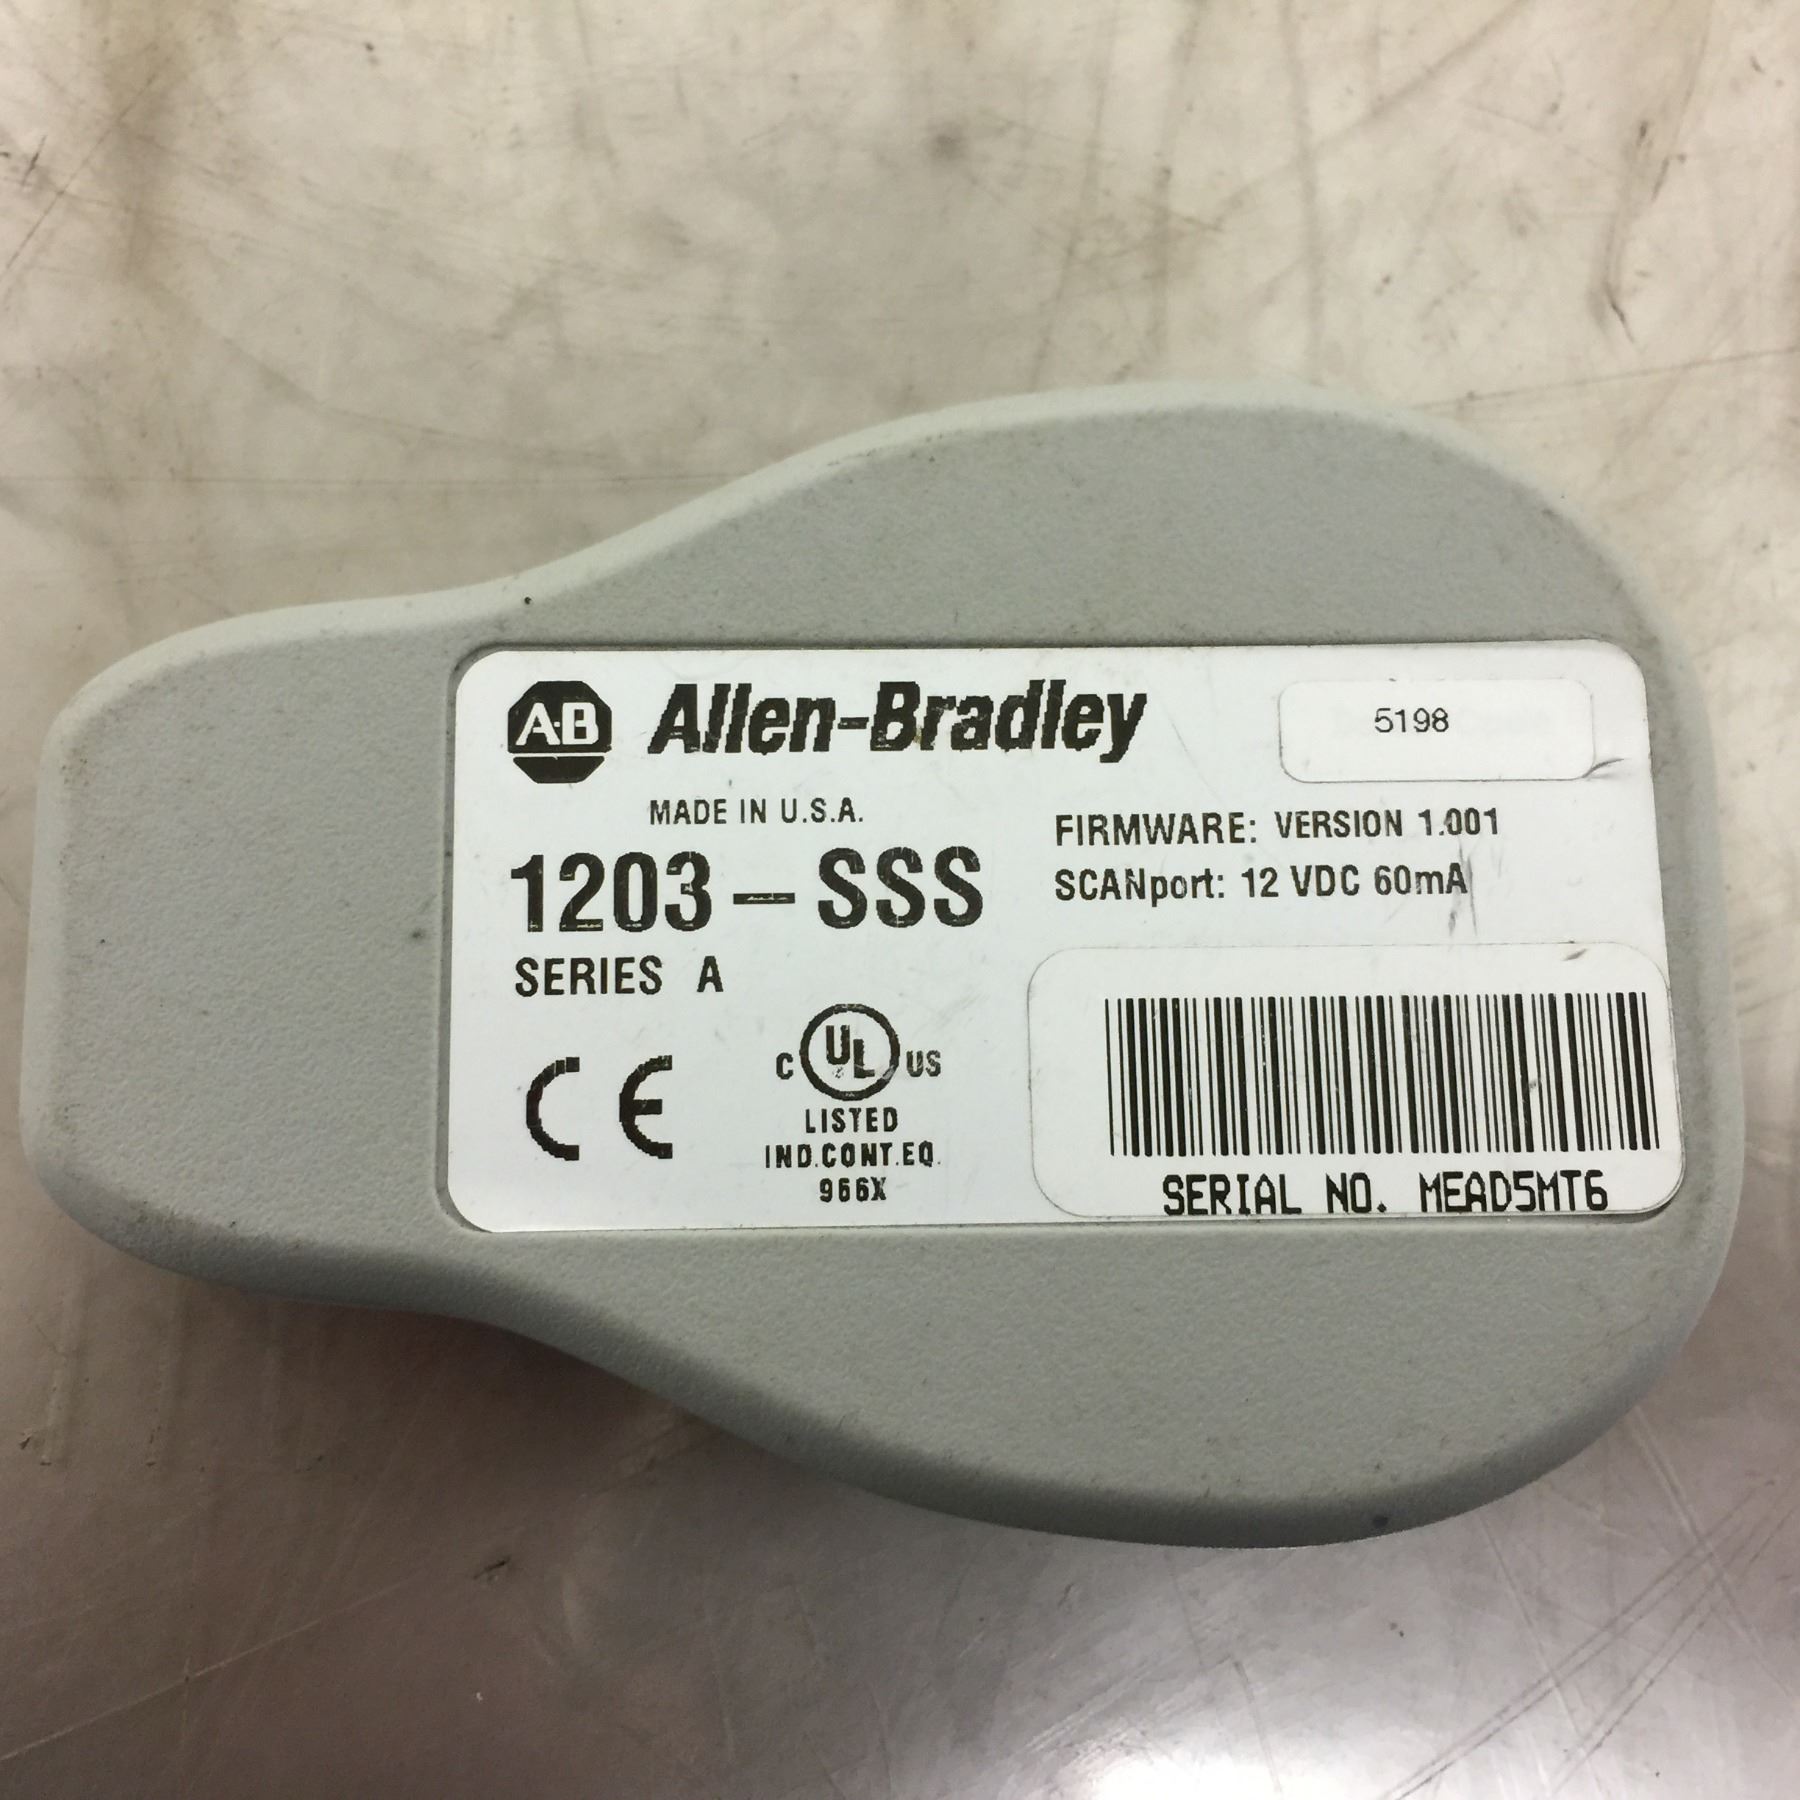 A-B Allen-Bradley
5198
MADE IN U.S.A.
1203-SSS
SERIES A
FIRMWARE: VERSION 1.001
SCANport: 12 VDC 60mA
CE
C UL US
LISTED
IND.CONT.EQ.
966X
SERIAL NO. MEAD5MT6